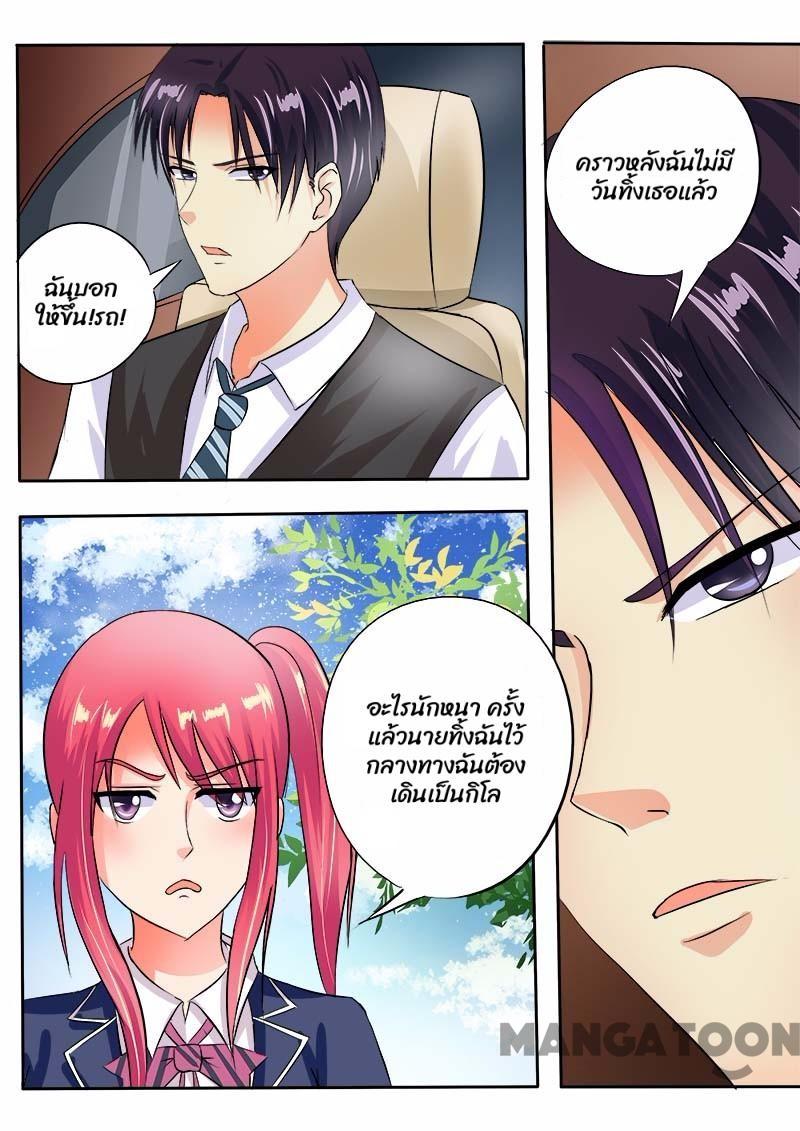 ฉันบอก
ให้ขึ้น!รถ!
อะไรนักหนา ครั้ง
แล้วนายทิ้งฉันไว้
กลางทางฉันต้อง
เดินเป็นกิโล
คราวหลังฉันไม่มี
วันทิ้งเธอแล้ว
MANGATOON